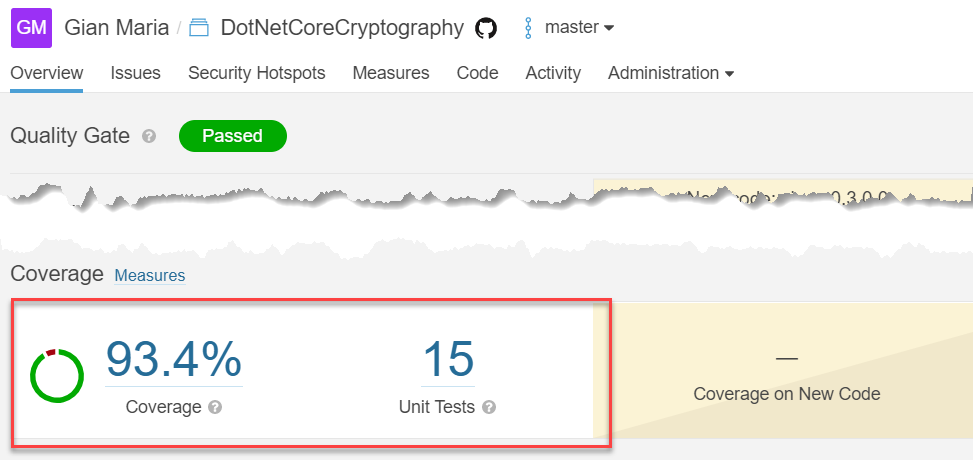 GM Gian Maria / DotNetCoreCryptography master
Overview Issues Security Hotspots Measures Code Activity Administration
Quality Gate ? Passed
Coverage Measures
93.4% 15 —
Coverage ? Unit Tests ? Coverage on New Code